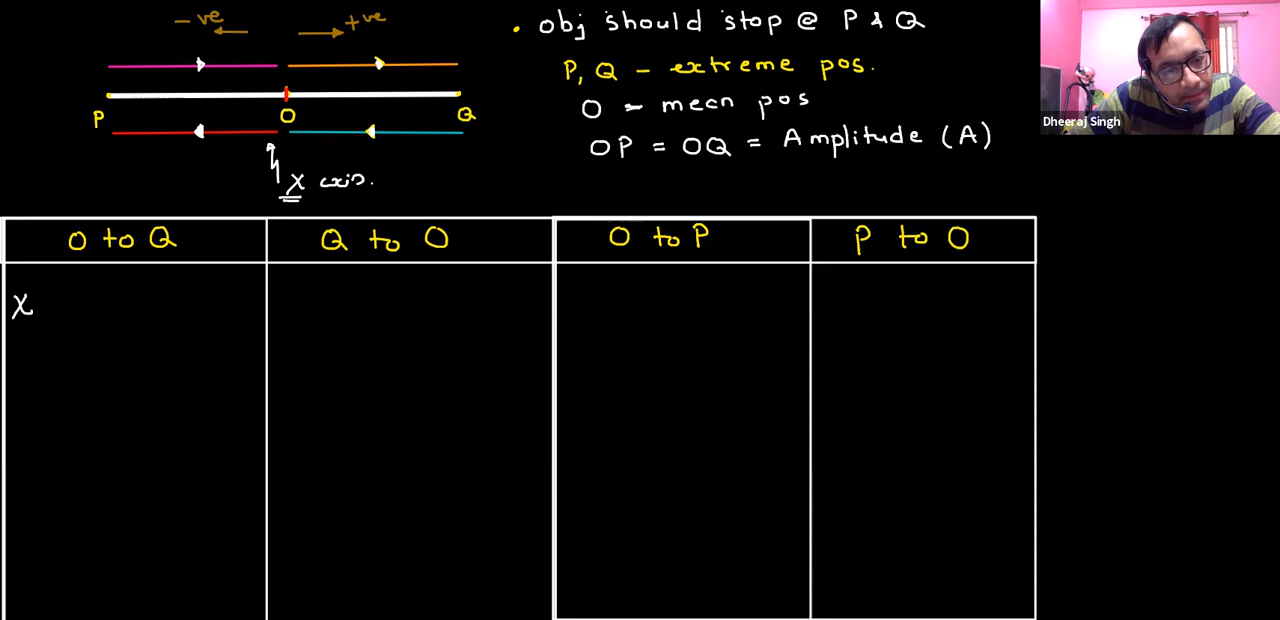 -ve +ve
P O Q
X axis.
• obj should stop @ P & Q
P, Q - extreme pos.
O - mean pos
OP = OQ = Amplitude (A)
Dheeraj Singh
O to Q Q to O O to P P to O
x